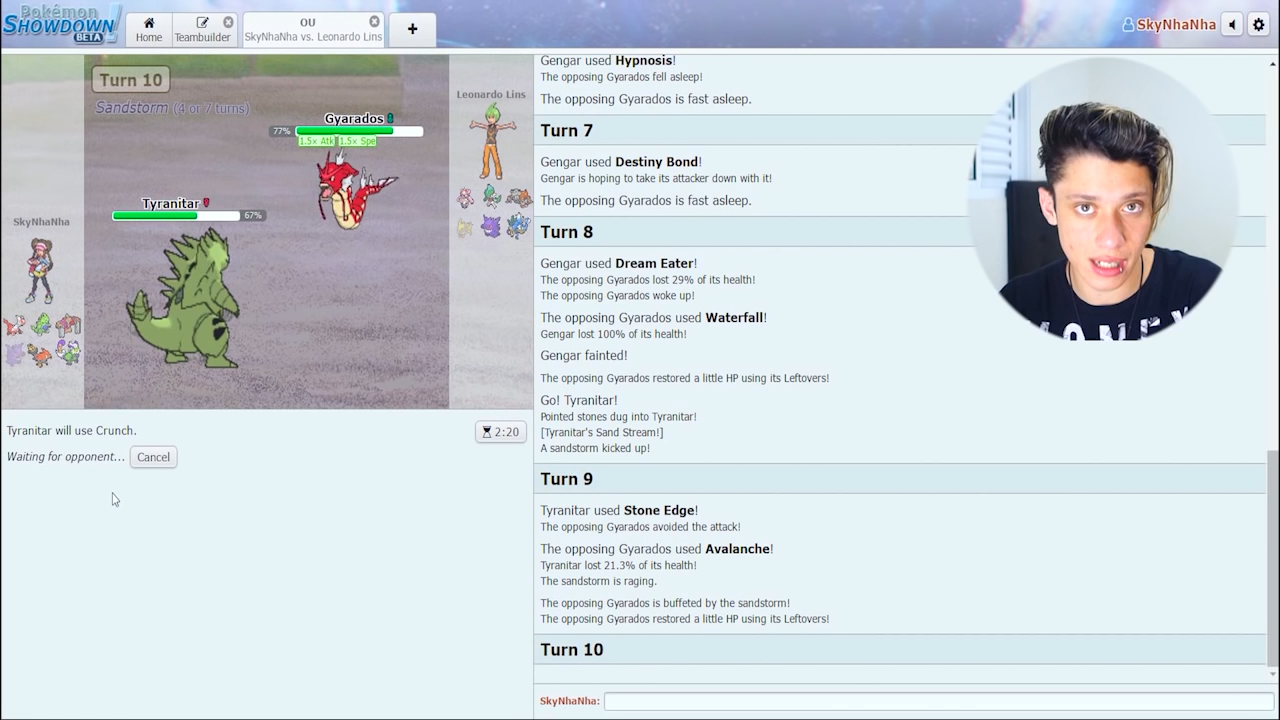 Pokémon
SHOWDOWN!
BETA
Home
Teambuilder
OU
SkyNhaNha vs. Leonardo Lins
+
SkyNhaNha
Turn 10
Sandstorm (4 or 7 turns)
Gyarados
77%
1.5x Atk 1.5x Spe
Tyranitar
67%
SkyNhaNha
Leonardo Lins
Tyranitar will use Crunch.
2:20
Waiting for opponent... Cancel
Gengar used Hypnosis!
The opposing Gyarados fell asleep!
The opposing Gyarados is fast asleep.
Turn 7
Gengar used Destiny Bond!
Gengar is hoping to take its attacker down with it!
The opposing Gyarados is fast asleep.
Turn 8
Gengar used Dream Eater!
The opposing Gyarados lost 29% of its health!
The opposing Gyarados woke up!
The opposing Gyarados used Waterfall!
Gengar lost 100% of its health!
Gengar fainted!
The opposing Gyarados restored a little HP using its Leftovers!
Go! Tyranitar!
Pointed stones dug into Tyranitar!
[Tyranitar's Sand Stream!]
A sandstorm kicked up!
Turn 9
Tyranitar used Stone Edge!
The opposing Gyarados avoided the attack!
The opposing Gyarados used Avalanche!
Tyranitar lost 21.3% of its health!
The sandstorm is raging.
The opposing Gyarados is buffeted by the sandstorm!
The opposing Gyarados restored a little HP using its Leftovers!
Turn 10
SkyNhaNha: